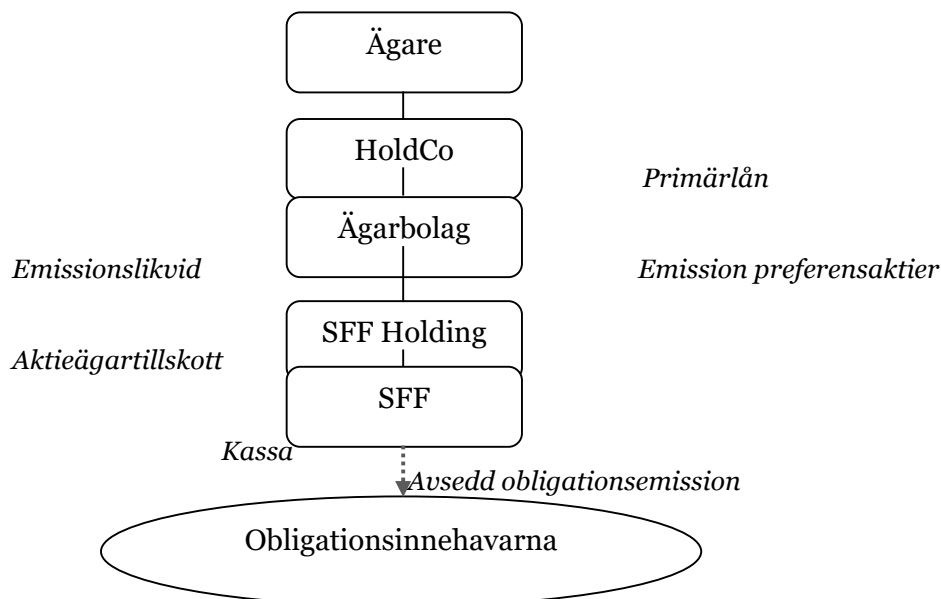 Ägare
HoldCo
Primärlån
Ägarbolag
Emissionslikvid
Emission preferensaktier
SFF Holding
Aktieägartillskott
SFF
Kassa
Avsedd obligationsemission
Obligationsinnehavarna